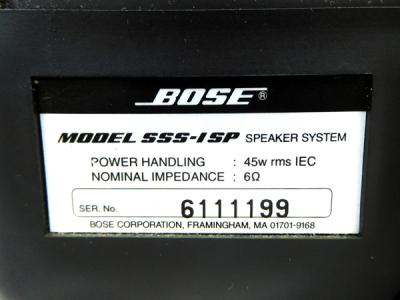 BOSE®
MODEL SSS-1SP SPEAKER SYSTEM
POWER HANDLING : 45w rms IEC
NOMINAL IMPEDANCE : 6Ω
SER. No. 6111199
BOSE CORPORATION, FRAMINGHAM, MA 01701-9168